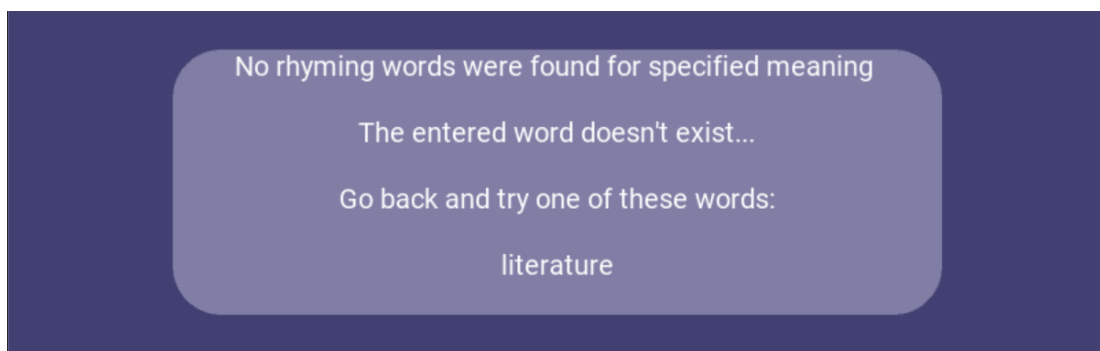 No rhyming words were found for specified meaning
The entered word doesn't exist...
Go back and try one of these words:
literature